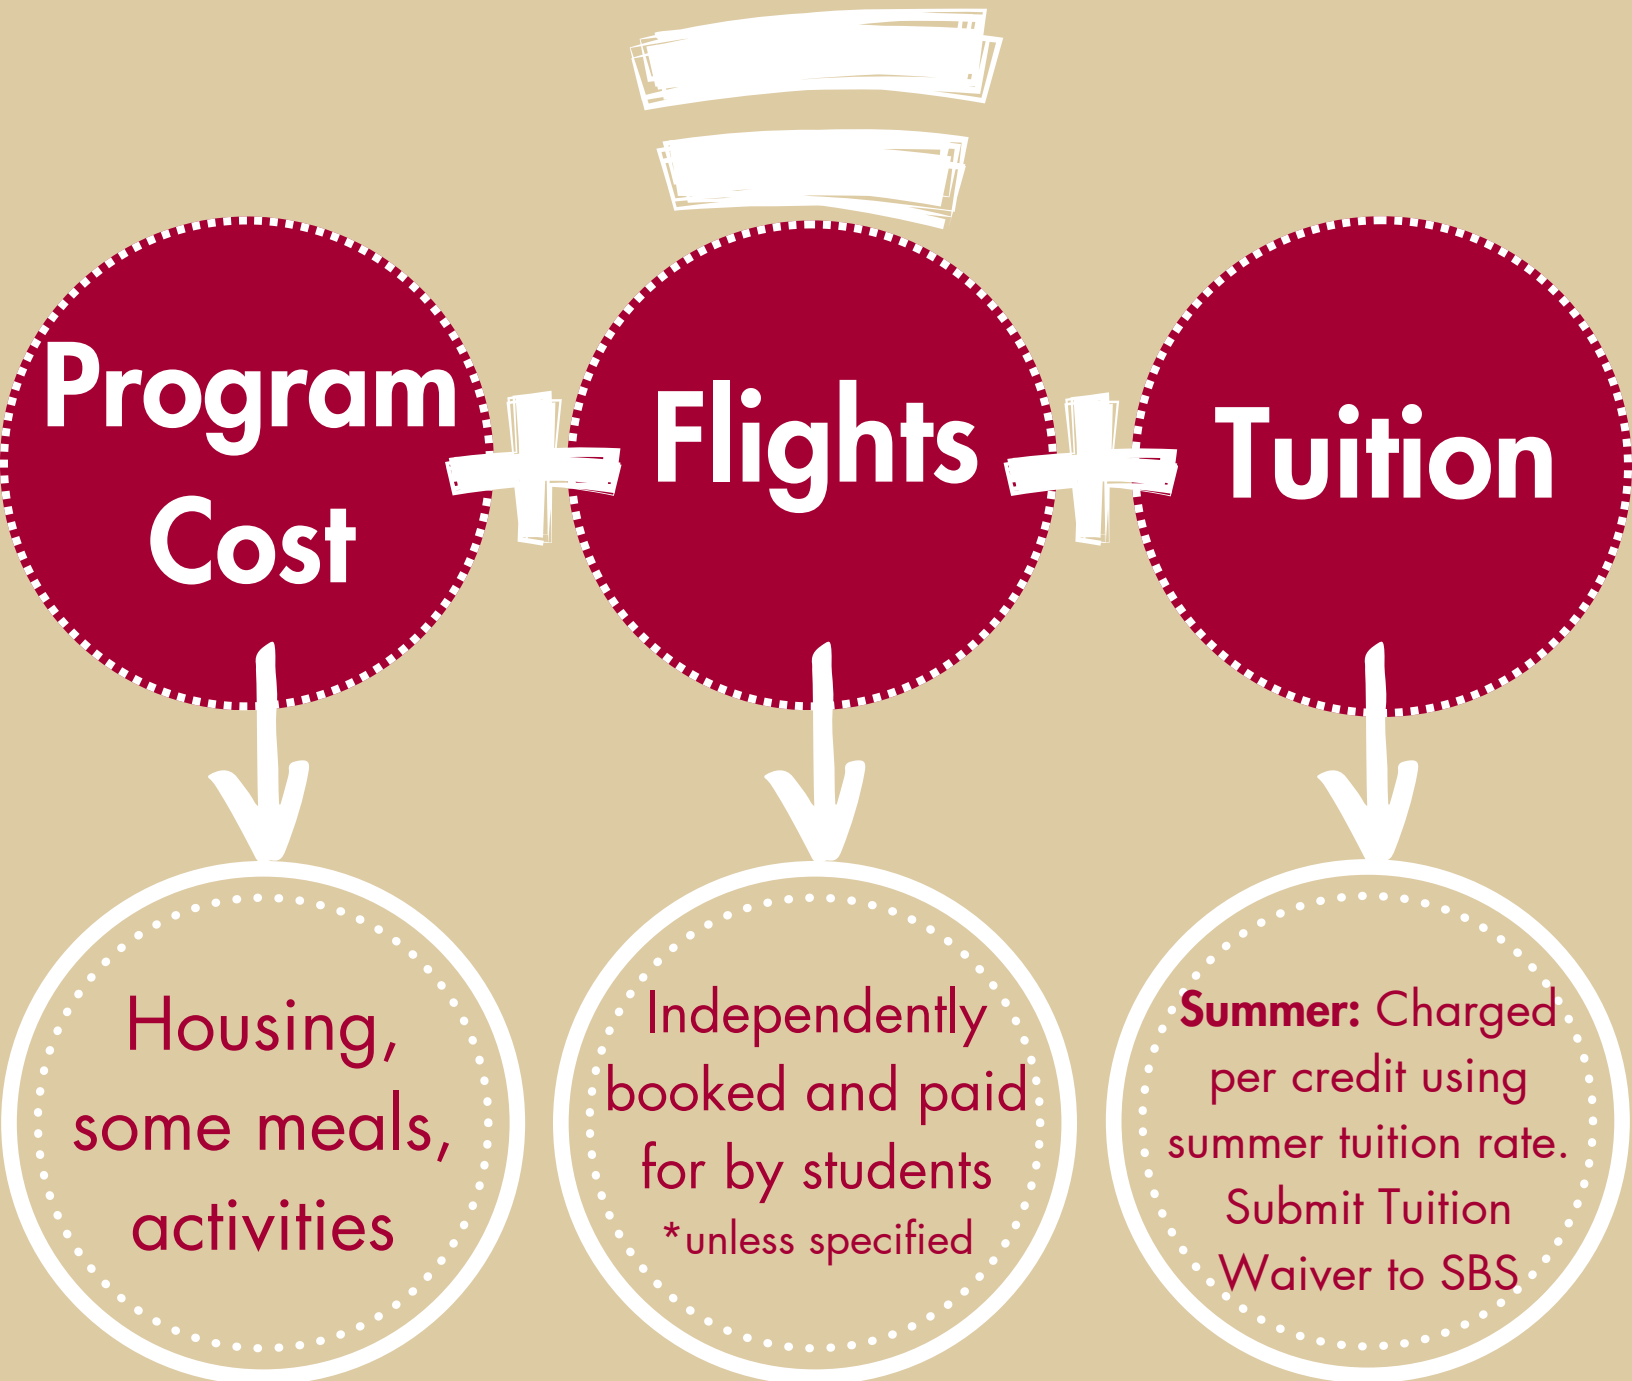 Program
Cost
+
Flights
+
Tuition
Housing,
some meals,
activities
Independently
booked and paid
for by students
*unless specified
Summer: Charged
per credit using
summer tuition rate.
Submit Tuition
Waiver to SBS